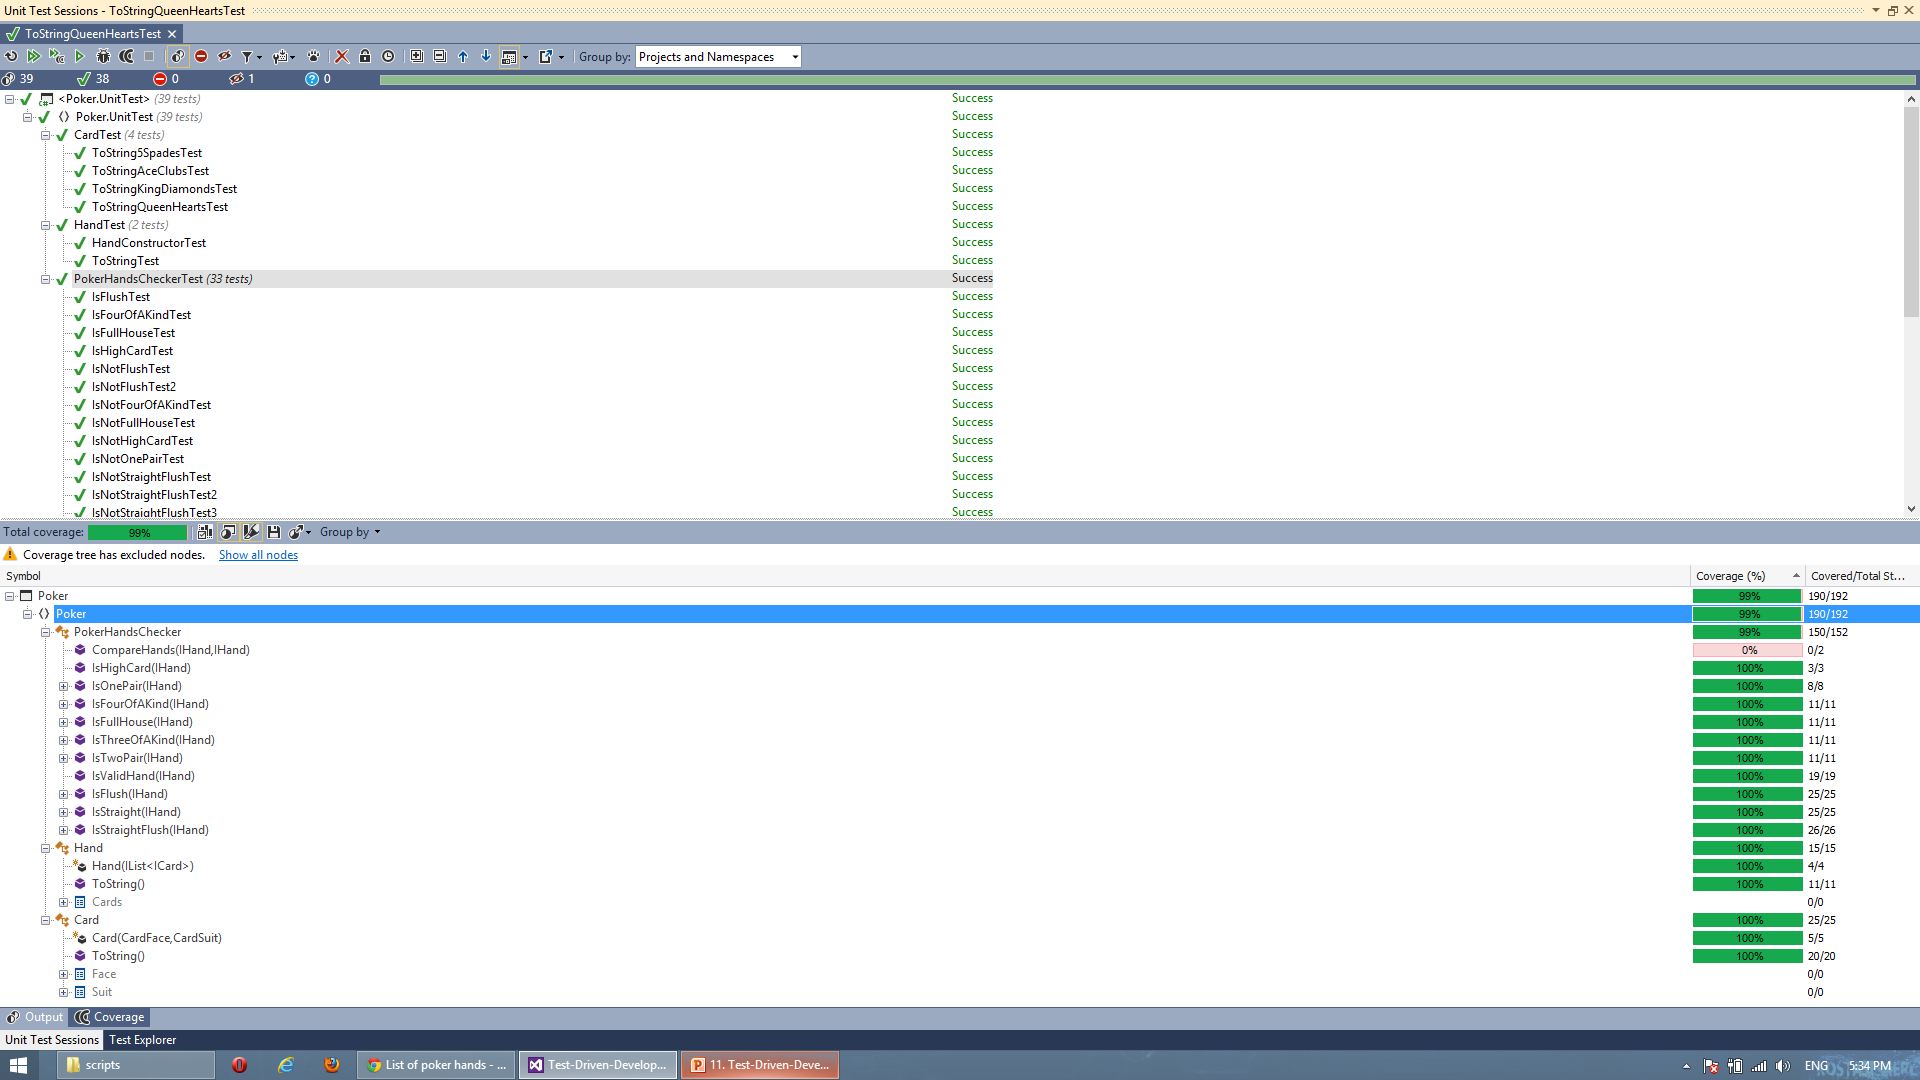 Unit Test Sessions - ToStringQueenHeartsTest
ToStringQueenHeartsTest
Group by: Projects and Namespaces
39 38 0 1 0
<Poker.UnitTest> (39 tests) Success
Poker.UnitTest (39 tests) Success
CardTest (4 tests) Success
ToString5SpadesTest Success
ToStringAceClubsTest Success
ToStringKingDiamondsTest Success
ToStringQueenHeartsTest Success
HandTest (2 tests) Success
HandConstructorTest Success
ToStringTest Success
PokerHandsCheckerTest (33 tests) Success
IsFlushTest Success
IsFourOfAKindTest Success
IsFullHouseTest Success
IsHighCardTest Success
IsNotFlushTest Success
IsNotFlushTest2 Success
IsNotFourOfAKindTest Success
IsNotFullHouseTest Success
IsNotHighCardTest Success
IsNotOnePairTest Success
IsNotStraightFlushTest Success
IsNotStraightFlushTest2 Success
IsNotStraightFlushTest3 Success
Total coverage: 99% Group by
Coverage tree has excluded nodes. Show all nodes
Symbol Coverage (%) Covered/Total St...
Poker 99% 190/192
Poker 99% 190/192
PokerHandsChecker 99% 150/152
CompareHands(IHand,IHand) 0% 0/2
IsHighCard(IHand) 100% 3/3
IsOnePair(IHand) 100% 8/8
IsFourOfAKind(IHand) 100% 11/11
IsFullHouse(IHand) 100% 11/11
IsThreeOfAKind(IHand) 100% 11/11
IsTwoPair(IHand) 100% 11/11
IsValidHand(IHand) 100% 19/19
IsFlush(IHand) 100% 25/25
IsStraight(IHand) 100% 25/25
IsStraightFlush(IHand) 100% 26/26
Hand 100% 15/15
Hand(IList<ICard>) 100% 4/4
ToString() 100% 11/11
Cards 0/0
Card 100% 25/25
Card(CardFace,CardSuit) 100% 5/5
ToString() 100% 20/20
Face 0/0
Suit 0/0
Output Coverage
Unit Test Sessions Test Explorer
scripts List of poker hands - ... Test-Driven-Develop... 11. Test-Driven-Deve... ENG 5:34 PM